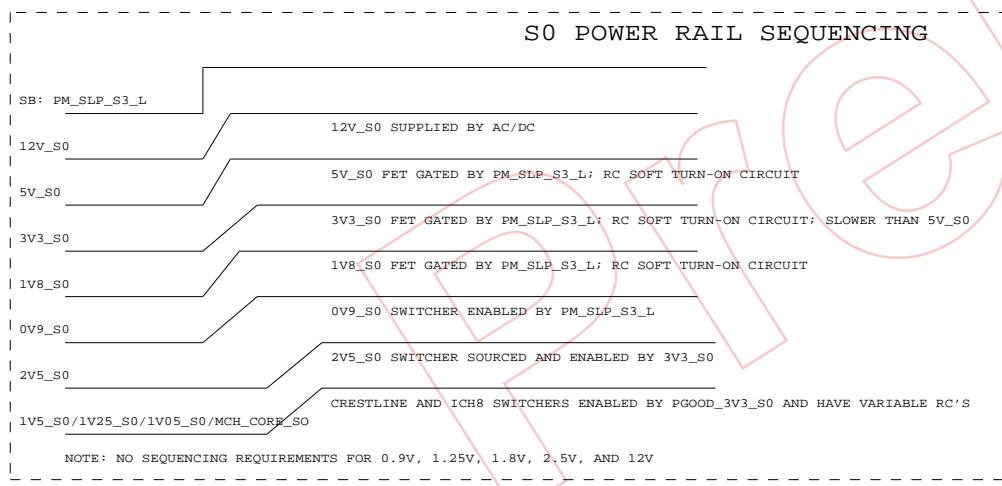 S0 POWER RAIL SEQUENCING
SB: PM_SLP_S3_L
12V_S0 SUPPLIED BY AC/DC
12V_S0
5V_S0 FET GATED BY PM_SLP_S3_L; RC SOFT TURN-ON CIRCUIT
5V_S0
3V3_S0 FET GATED BY PM_SLP_S3_L; RC SOFT TURN-ON CIRCUIT; SLOWER THAN 5V_S0
3V3_S0
1V8_S0 FET GATED BY PM_SLP_S3_L; RC SOFT TURN-ON CIRCUIT
1V8_S0
0V9_S0 SWITCHER ENABLED BY PM_SLP_S3_L
0V9_S0
2V5_S0 SWITCHER SOURCED AND ENABLED BY 3V3_S0
2V5_S0
CRESTLINE AND ICH8 SWITCHERS ENABLED BY PGOOD_3V3_S0 AND HAVE VARIABLE RC'S
1V5_S0/1V25_S0/1V05_S0/MCH_CORE_SO
NOTE: NO SEQUENCING REQUIREMENTS FOR 0.9V, 1.25V, 1.8V, 2.5V, AND 12V
Pre